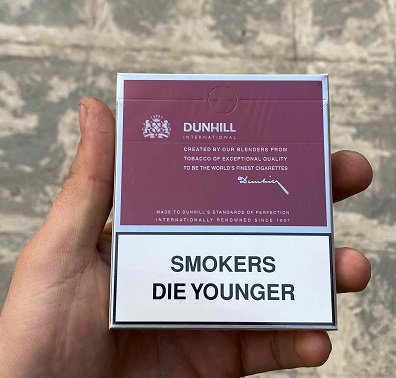 DUNHILL
INTERNATIONAL
CREATED BY OUR BLENDERS FROM
TOBACCO OF EXCEPTIONAL QUALITY
TO BE THE WORLD'S FINEST CIGARETTES
Dunhill
MADE TO DUNHILL'S STANDARDS OF PERFECTION
INTERNATIONALLY RENOWNED SINCE 1907
SMOKERS
DIE YOUNGER